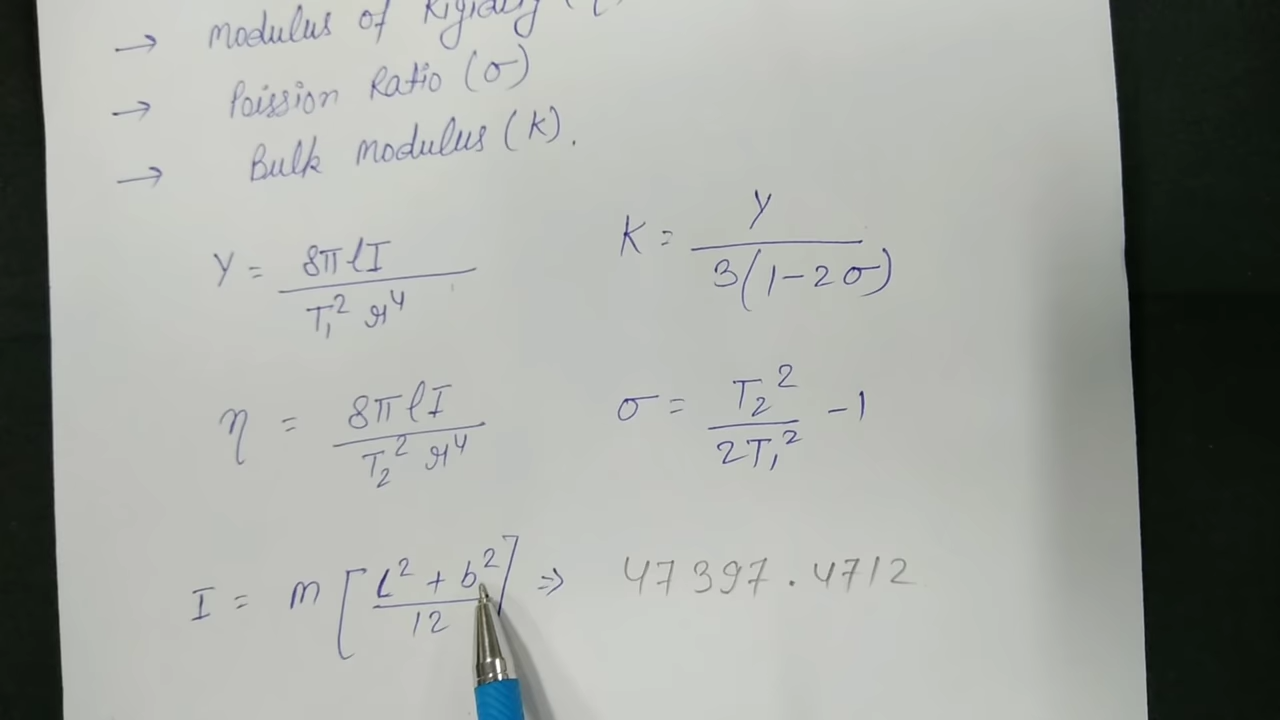 → Modulus of Rigidity (η
→ Poission Ratio (σ)
→ Bulk Modulus (K).
Y = 8πlI / T₁² r⁴
K = Y / 3(1-2σ)
η = 8πlI / T₂² r⁴
σ = T₂² / 2T₁² - 1
I = m [L² + b² / 12] ⇒ 47397.4712